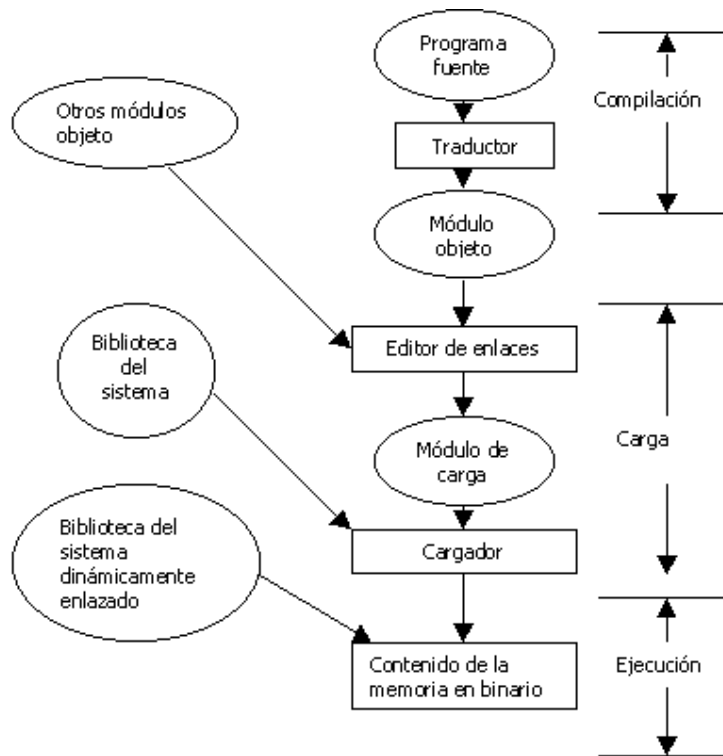 Programa
fuente
Compilación
Otros módulos
objeto
Traductor
Módulo
objeto
Editor de enlaces
Biblioteca
del
sistema
Módulo de
carga
Carga
Biblioteca del
sistema
dinámicamente
enlazado
Cargador
Contenido de la
memoria en binario
Ejecución